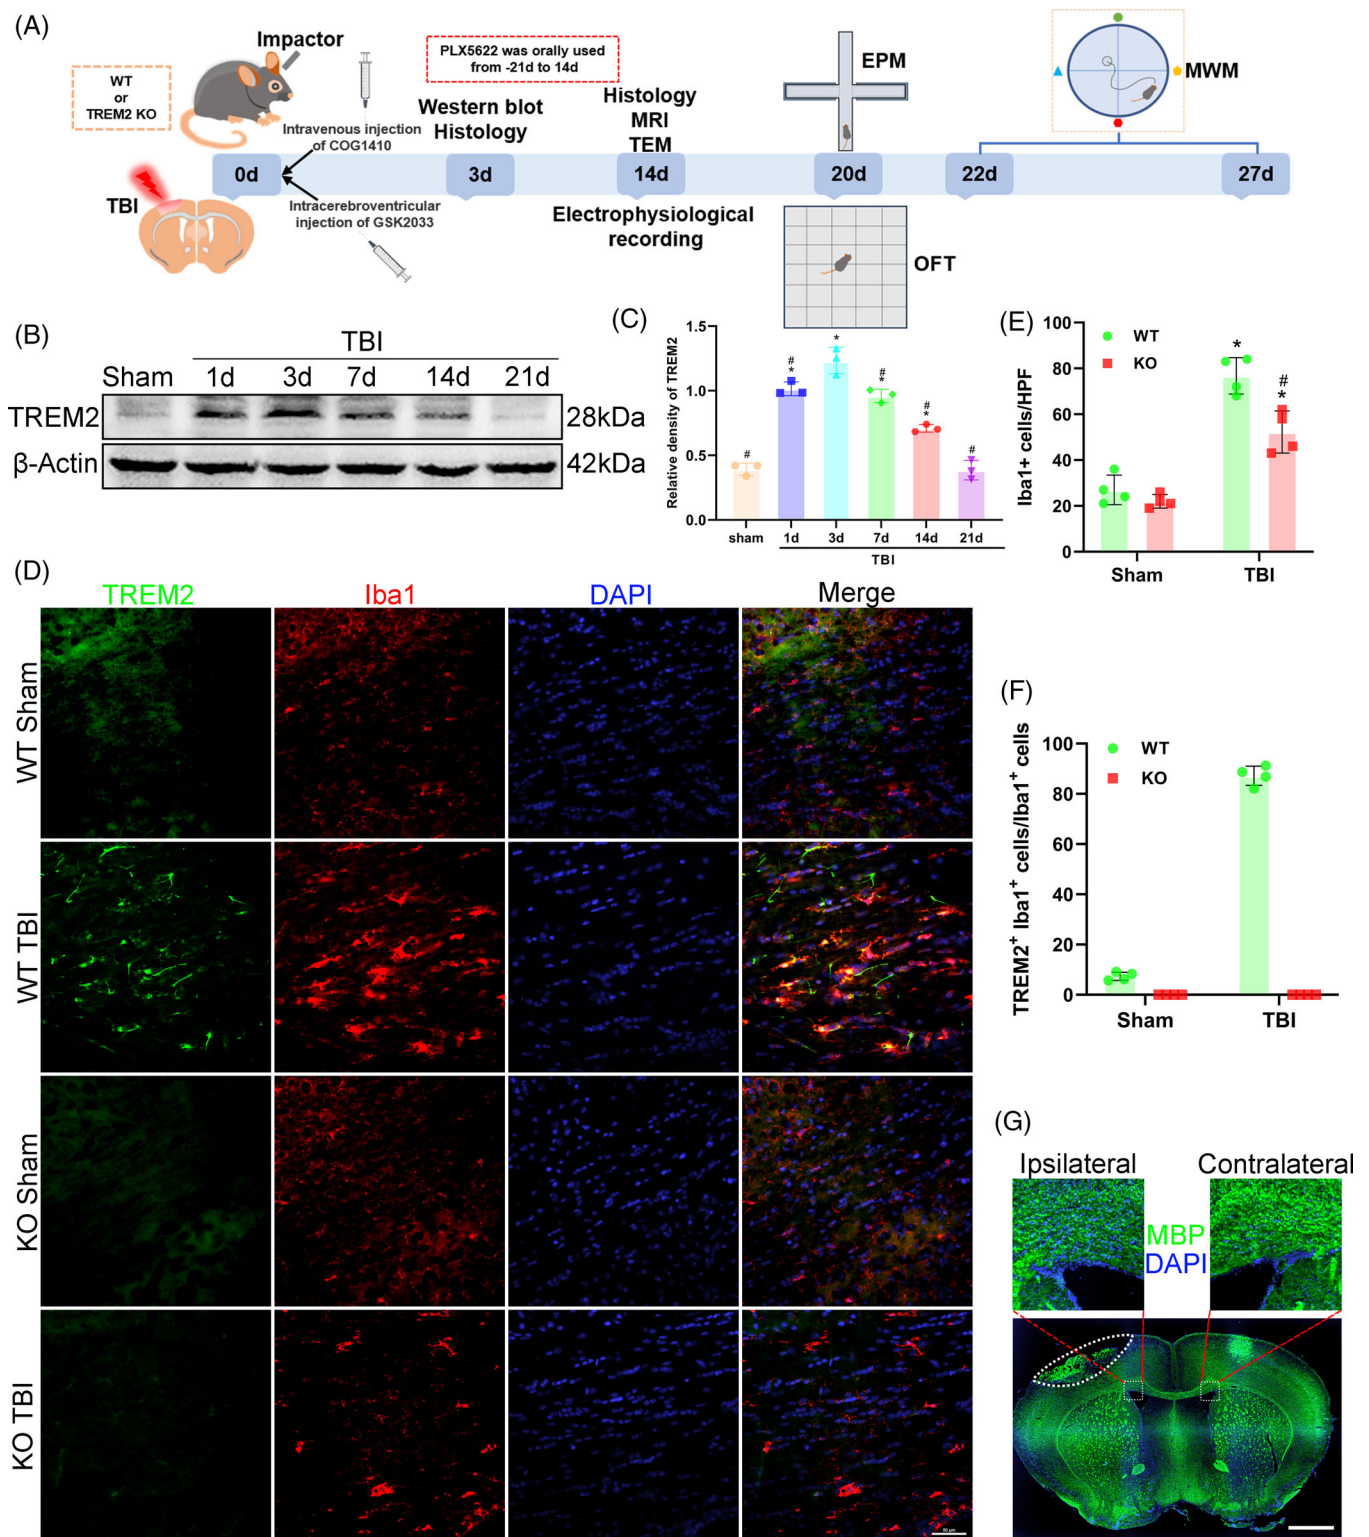 (A)
Impactor
WT
or
TREM2 KO
PLX5622 was orally used
from -21d to 14d
Intravenous injection
of COG1410
Western blot
Histology
Histology
MRI
TEM
EPM
MWM
0d
3d
14d
20d
22d
27d
TBI
Intracerebroventricular
injection of GSK2033
Electrophysiological
recording
OFT
(B)
TBI
Sham 1d 3d 7d 14d 21d
TREM2 28kDa
β-Actin 42kDa
(C)
Relative density of TREM2
1.5
1.0
0.5
0.0
#
#
*
*
#
*
#
*
#
sham 1d 3d 7d 14d 21d
TBI
(E)
Iba1+ cells/HPF
100
80
60
40
20
0
WT
KO
*
#
*
Sham TBI
(D)
TREM2 Iba1 DAPI Merge
WT Sham
WT TBI
KO Sham
KO TBI
50 μm
(F)
TREM2⁺ Iba1⁺ cells/Iba1⁺ cells
100
80
60
40
20
0
WT
KO
Sham TBI
(G)
Ipsilateral Contralateral
MBP
DAPI